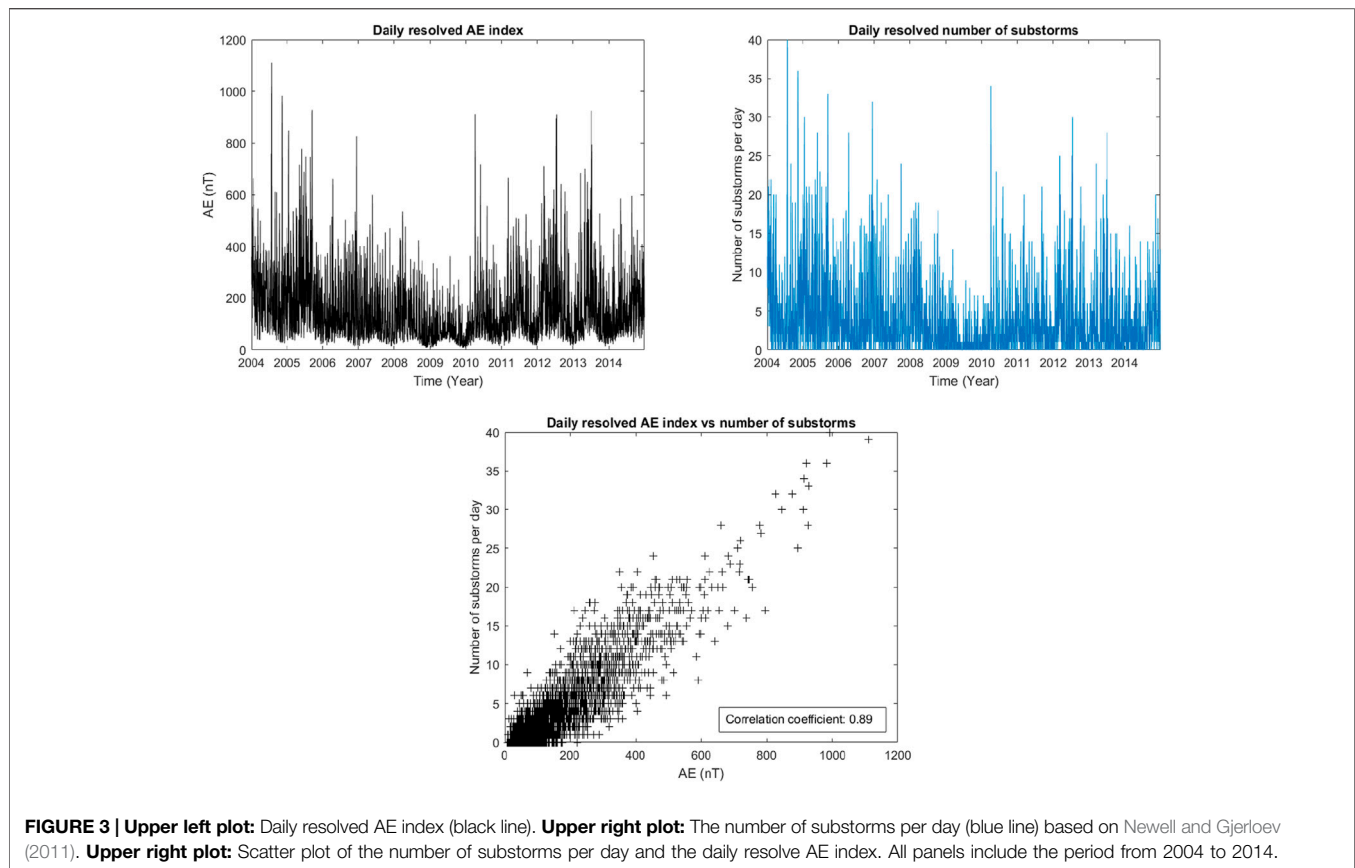 Daily resolved AE index
1200
1000
800
600
400
200
0
AE (nT)
2004 2005 2006 2007 2008 2009 2010 2011 2012 2013 2014
Time (Year)
Daily resolved number of substorms
40
35
30
25
20
15
10
5
0
Number of substorms per day
2004 2005 2006 2007 2008 2009 2010 2011 2012 2013 2014
Time (Year)
Daily resolved AE index vs number of substorms
40
35
30
25
20
15
10
5
0
Number of substorms per day
Correlation coefficient: 0.89
0 200 400 600 800 1000 1200
AE (nT)
FIGURE 3 | Upper left plot: Daily resolved AE index (black line). Upper right plot: The number of substorms per day (blue line) based on Newell and Gjerloev
(2011). Upper right plot: Scatter plot of the number of substorms per day and the daily resolve AE index. All panels include the period from 2004 to 2014.